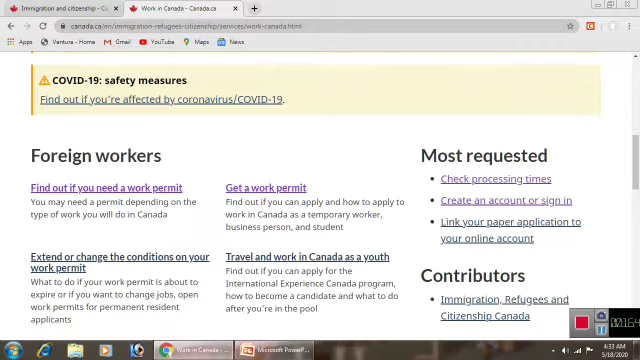 Immigration and citizenship - C
Work in Canada - Canada.ca
canada.ca/en/immigration-refugees-citizenship/services/work-canada.html
Apps
Ventura - Home
Gmail
YouTube
Maps
News
COVID-19: safety measures
Find out if you're affected by coronavirus/COVID-19.
Foreign workers
Find out if you need a work permit
You may need a permit depending on the
type of work you will do in Canada
Get a work permit
Find out if you can apply and how to apply to
work in Canada as a temporary worker,
business person, and student
Extend or change the conditions on your
work permit
What to do if your work permit is about to
expire or if you want to change jobs, open
work permits for permanent resident
applicants
Travel and work in Canada as a youth
Find out if you can apply for the
International Experience Canada program,
how to become a candidate and what to do
after you're in the pool
Most requested
Check processing times
Create an account or sign in
Link your paper application to
your online account
Contributors
Immigration, Refugees and
Citizenship Canada
Work in Canada - ...
Microsoft PowerP...
4:33 AM
5/18/2020